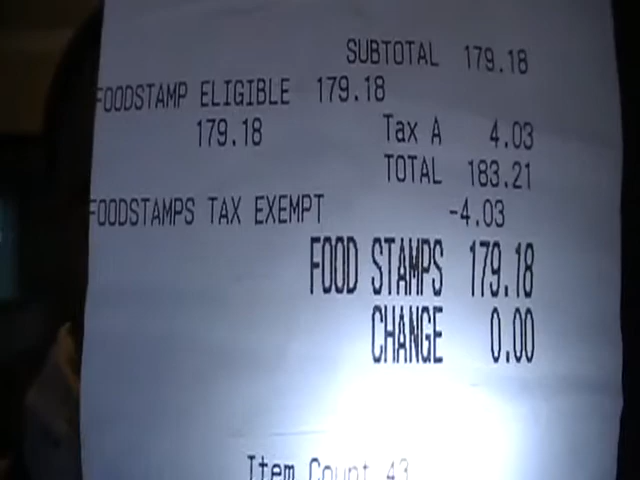 SUBTOTAL 179.18
FOODSTAMP ELIGIBLE 179.18
179.18 Tax A 4.03
TOTAL 183.21
FOODSTAMPS TAX EXEMPT -4.03
FOOD STAMPS 179.18
CHANGE 0.00
Item Count 43